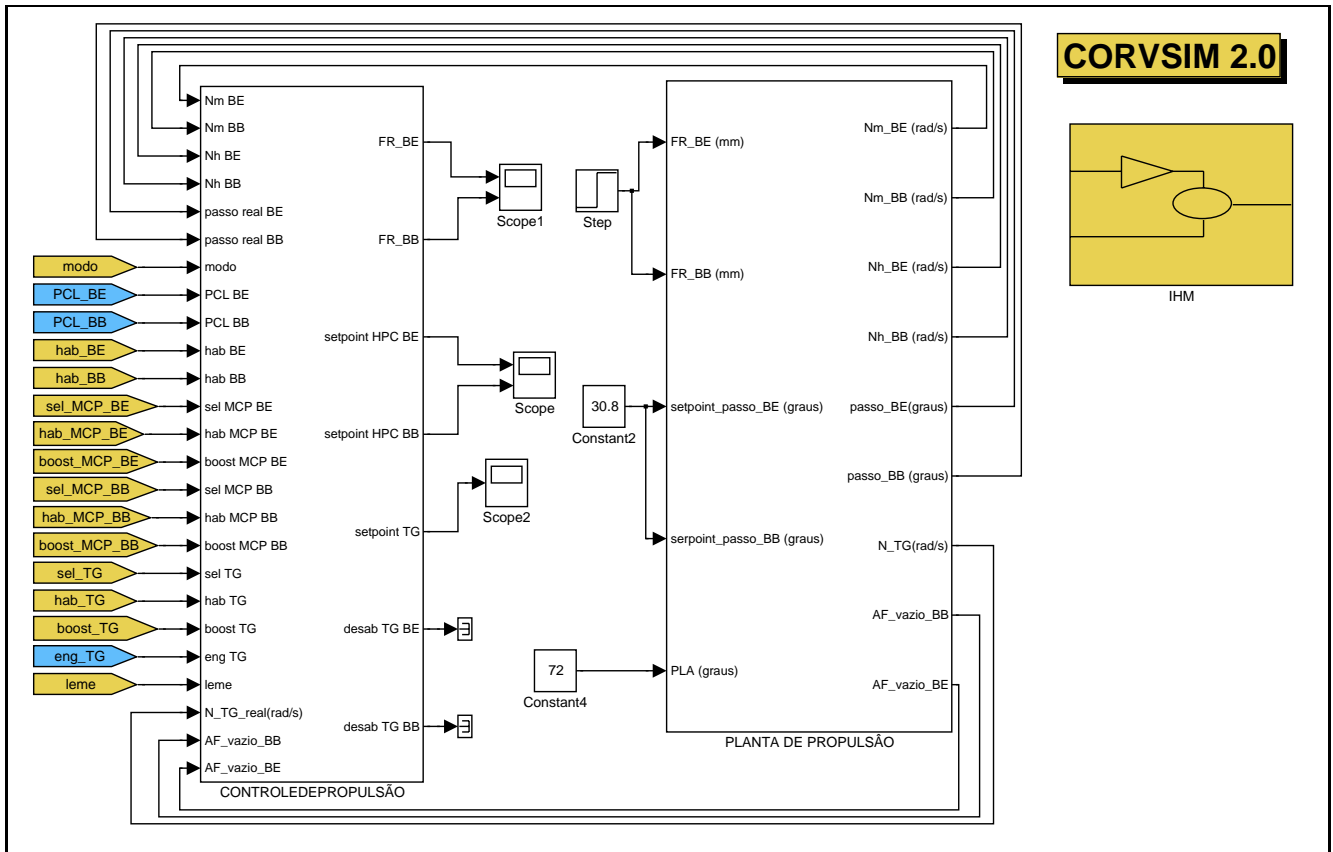 CORVSIM 2.0
modo
PCL_BE
PCL_BB
hab_BE
hab_BB
sel_MCP_BE
hab_MCP_BE
boost_MCP_BE
sel_MCP_BB
hab_MCP_BB
boost_MCP_BB
sel_TG
hab_TG
boost_TG
eng_TG
leme
Nm BE
Nm BB
Nh BE
Nh BB
passo real BE
passo real BB
modo
PCL BE
PCL BB
hab BE
hab BB
sel MCP BE
hab MCP BE
boost MCP BE
sel MCP BB
hab MCP BB
boost MCP BB
sel TG
hab TG
boost TG
eng TG
leme
N_TG_real(rad/s)
AF_vazio_BB
AF_vazio_BE
FR_BE
FR_BB
setpoint HPC BE
setpoint HPC BB
setpoint TG
desab TG BE
desab TG BB
CONTROLEDEPROPULSÃO
Scope1
Scope
Scope2
Step
30.8
Constant2
72
Constant4
FR_BE (mm)
FR_BB (mm)
setpoint_passo_BE (graus)
serpoint_passo_BB (graus)
PLA (graus)
Nm_BE (rad/s)
Nm_BB (rad/s)
Nh_BE (rad/s)
Nh_BB (rad/s)
passo_BE(graus)
passo_BB (graus)
N_TG(rad/s)
AF_vazio_BB
AF_vazio_BE
PLANTA DE PROPULSÃO
IHM